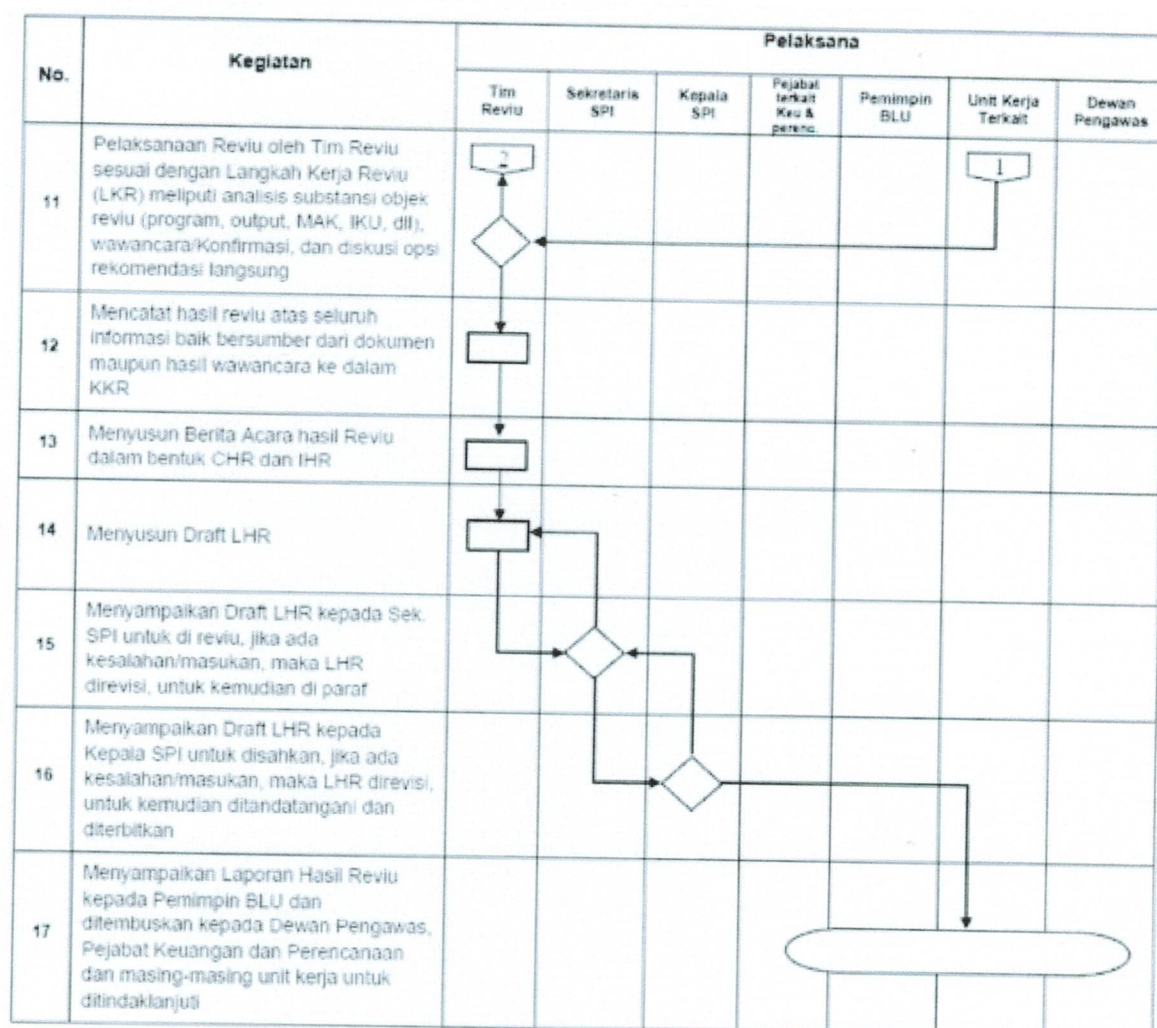 No.
Kegiatan
Pelaksana
Tim
Reviu
Sekretaris
SPI
Kepala
SPI
Pejabat
terkait
Keu &
perenc.
Pemimpin
BLU
Unit Kerja
Terkait
Dewan
Pengawas
11
Pelaksanaan Reviu oleh Tim Reviu
sesuai dengan Langkah Kerja Reviu
(LKR) meliputi analisis substansi objek
reviu (program, output, MAK, IKU, dll),
wawancara/Konfirmasi, dan diskusi opsi
rekomendasi langsung
2
1
12
Mencatat hasil reviu atas seluruh
informasi baik bersumber dari dokumen
maupun hasil wawancara ke dalam
KKR
13
Menyusun Berita Acara hasil Reviu
dalam bentuk CHR dan IHR
14
Menyusun Draft LHR
15
Menyampaikan Draft LHR kepada Sek.
SPI untuk di reviu, jika ada
kesalahan/masukan, maka LHR
direvisi, untuk kemudian di paraf
16
Menyampaikan Draft LHR kepada
Kepala SPI untuk disahkan, jika ada
kesalahan/masukan, maka LHR direvisi,
untuk kemudian ditandatangani dan
diterbitkan
17
Menyampaikan Laporan Hasil Reviu
kepada Pemimpin BLU dan
ditembuskan kepada Dewan Pengawas,
Pejabat Keuangan dan Perencanaan
dan masing-masing unit kerja untuk
ditindaklanjuti